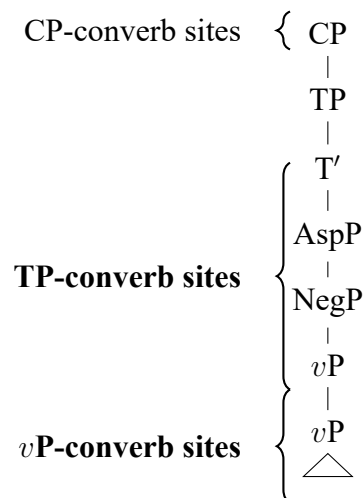 CP-converb sites { CP
TP
T′
AspP
TP-converb sites {
NegP
vP
vP-converb sites { vP